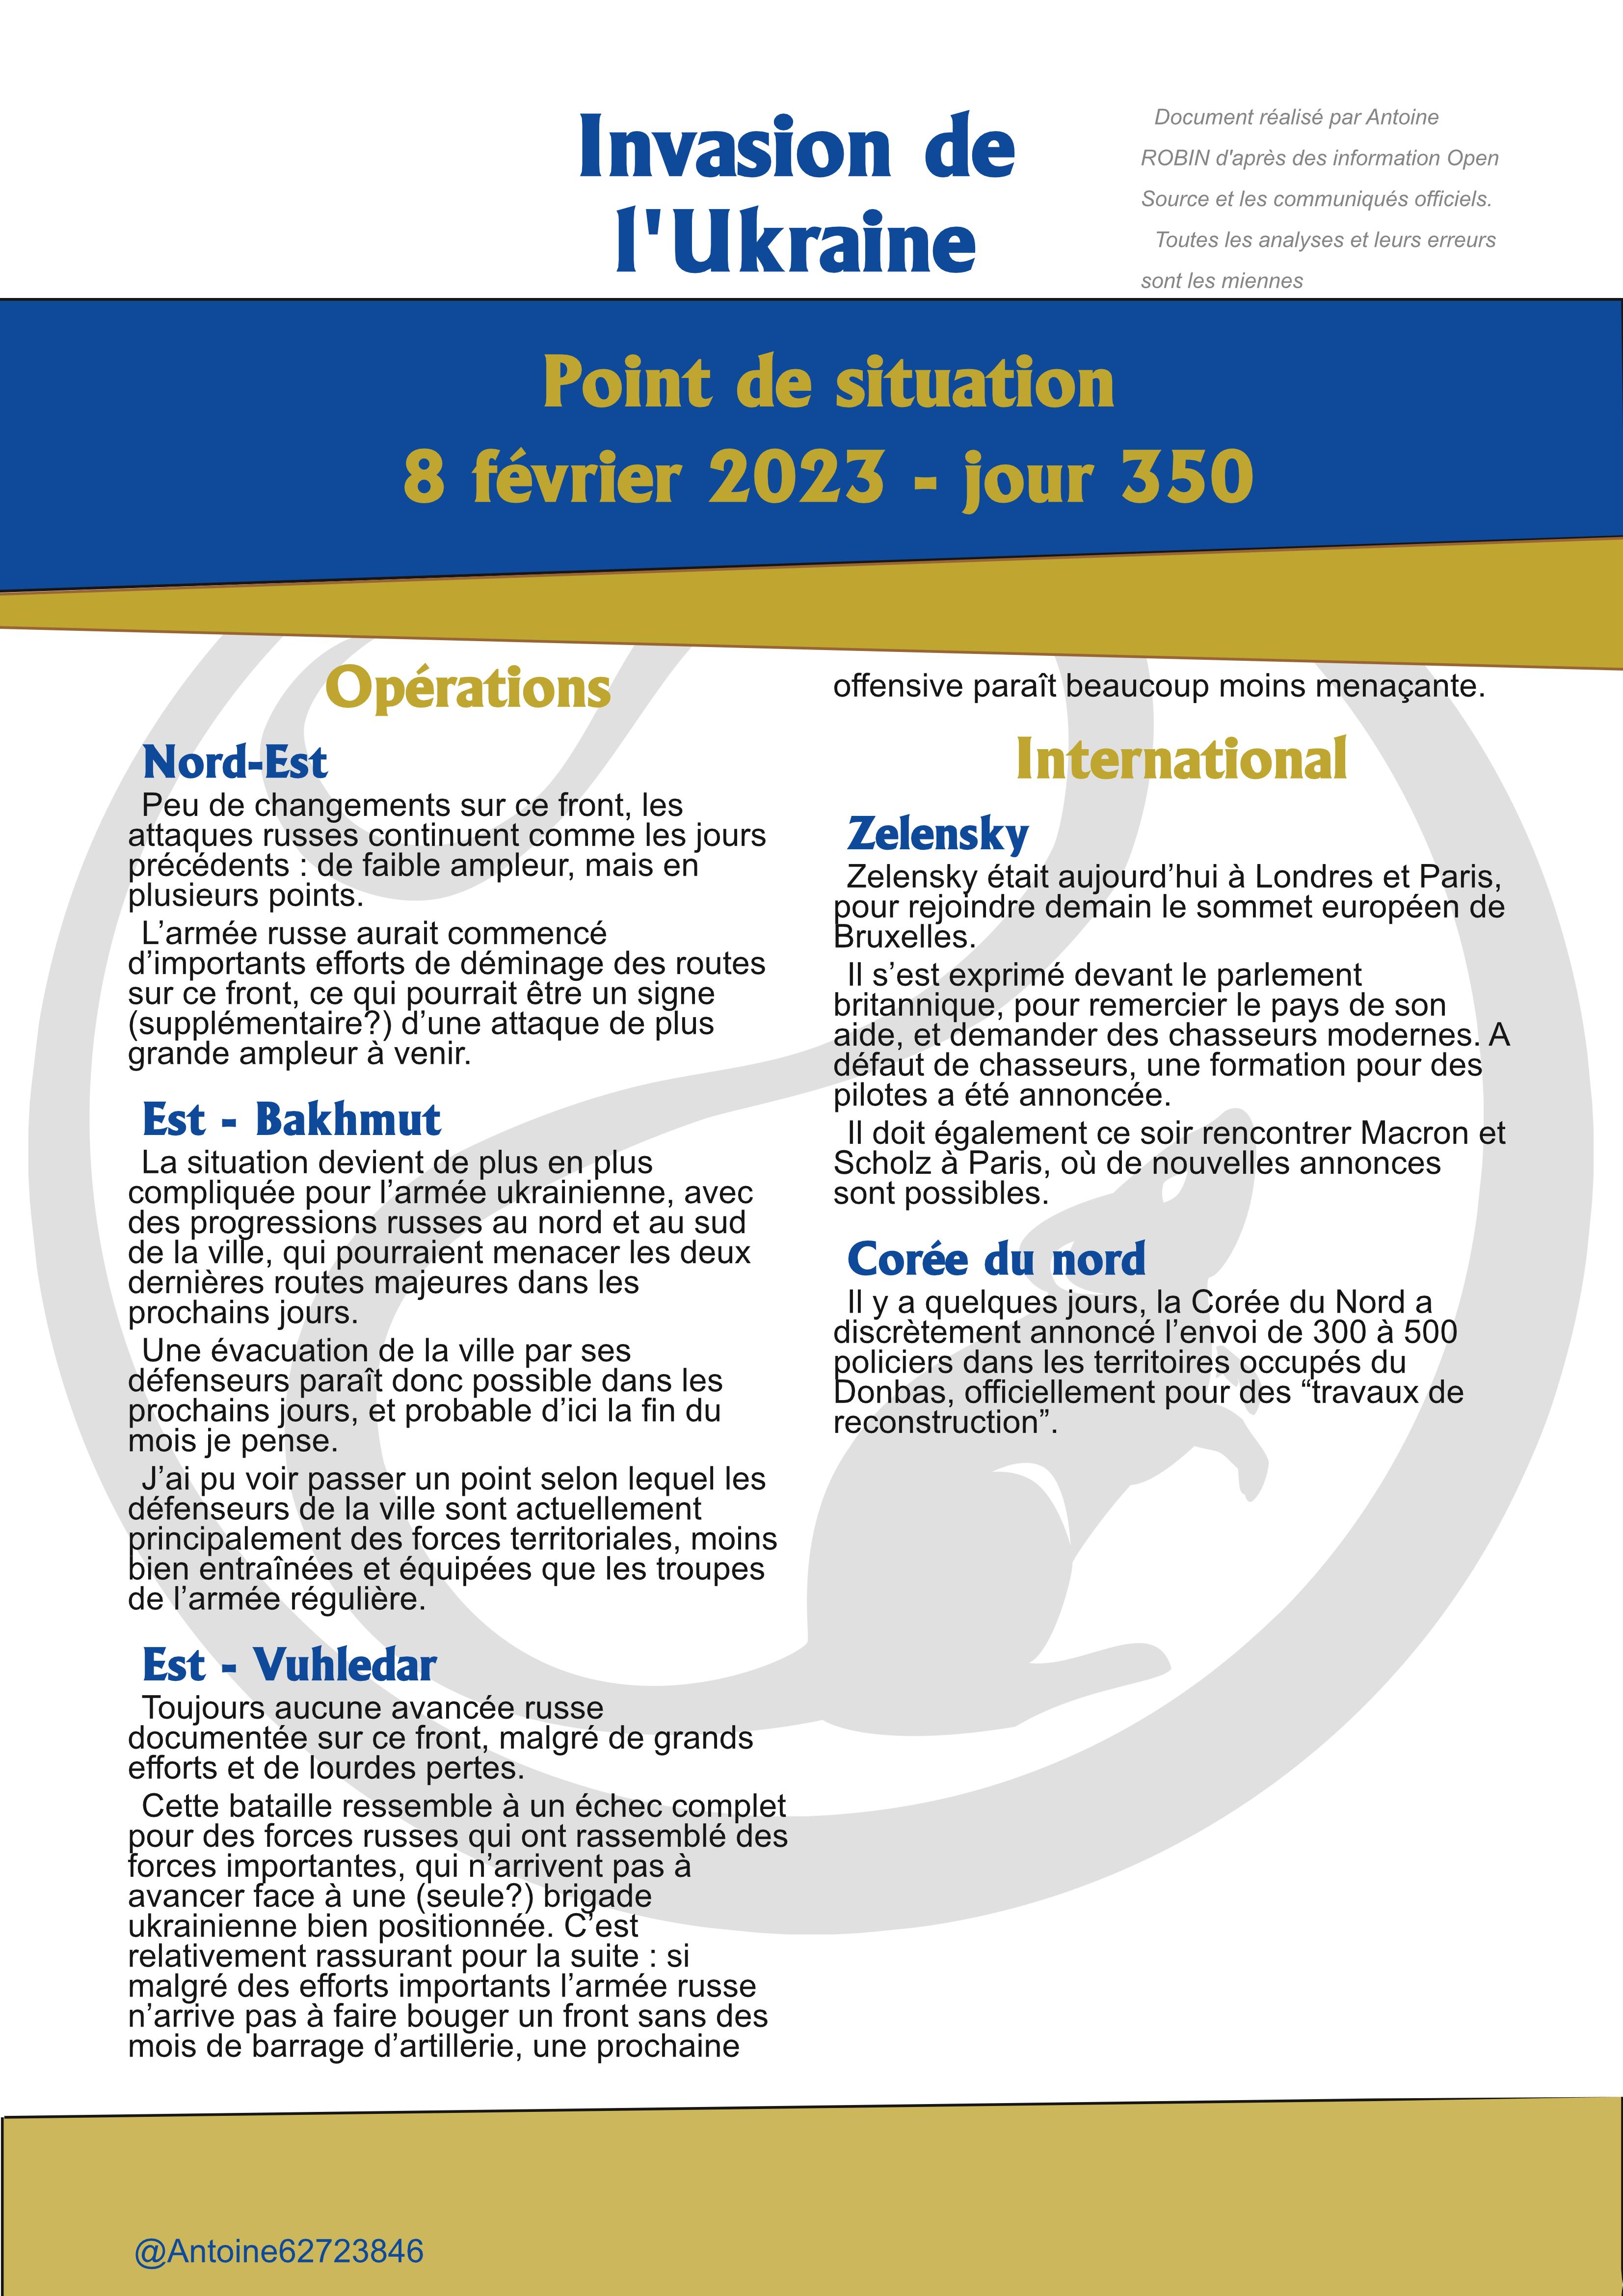 Invasion de
l'Ukraine
Document réalisé par Antoine
ROBIN d'après des information Open
Source et les communiqués officiels.
Toutes les analyses et leurs erreurs
sont les miennes
Point de situation
8 février 2023 - jour 350
Opérations
Nord-Est
Peu de changements sur ce front, les
attaques russes continuent comme les jours
précédents : de faible ampleur, mais en
plusieurs points.
L’armée russe aurait commencé
d’importants efforts de déminage des routes
sur ce front, ce qui pourrait être un signe
(supplémentaire?) d’une attaque de plus
grande ampleur à venir.
Est - Bakhmut
La situation devient de plus en plus
compliquée pour l’armée ukrainienne, avec
des progressions russes au nord et au sud
de la ville, qui pourraient menacer les deux
dernières routes majeures dans les
prochains jours.
Une évacuation de la ville par ses
défenseurs paraît donc possible dans les
prochains jours, et probable d’ici la fin du
mois je pense.
J’ai pu voir passer un point selon lequel les
défenseurs de la ville sont actuellement
principalement des forces territoriales, moins
bien entraînées et équipées que les troupes
de l’armée régulière.
Est - Vuhledar
Toujours aucune avancée russe
documentée sur ce front, malgré de grands
efforts et de lourdes pertes.
Cette bataille ressemble à un échec complet
pour des forces russes qui ont rassemblé des
forces importantes, qui n’arrivent pas à
avancer face à une (seule?) brigade
ukrainienne bien positionnée. C’est
relativement rassurant pour la suite : si
malgré des efforts importants l’armée russe
n’arrive pas à faire bouger un front sans des
mois de barrage d’artillerie, une prochaine
offensive paraît beaucoup moins menaçante.
International
Zelensky
Zelensky était aujourd’hui à Londres et Paris,
pour rejoindre demain le sommet européen de
Bruxelles.
Il s’est exprimé devant le parlement
britannique, pour remercier le pays de son
aide, et demander des chasseurs modernes. A
défaut de chasseurs, une formation pour des
pilotes a été annoncée.
Il doit également ce soir rencontrer Macron et
Scholz à Paris, où de nouvelles annonces
sont possibles.
Corée du nord
Il y a quelques jours, la Corée du Nord a
discrètement annoncé l’envoi de 300 à 500
policiers dans les territoires occupés du
Donbas, officiellement pour des “travaux de
reconstruction”.
@Antoine62723846